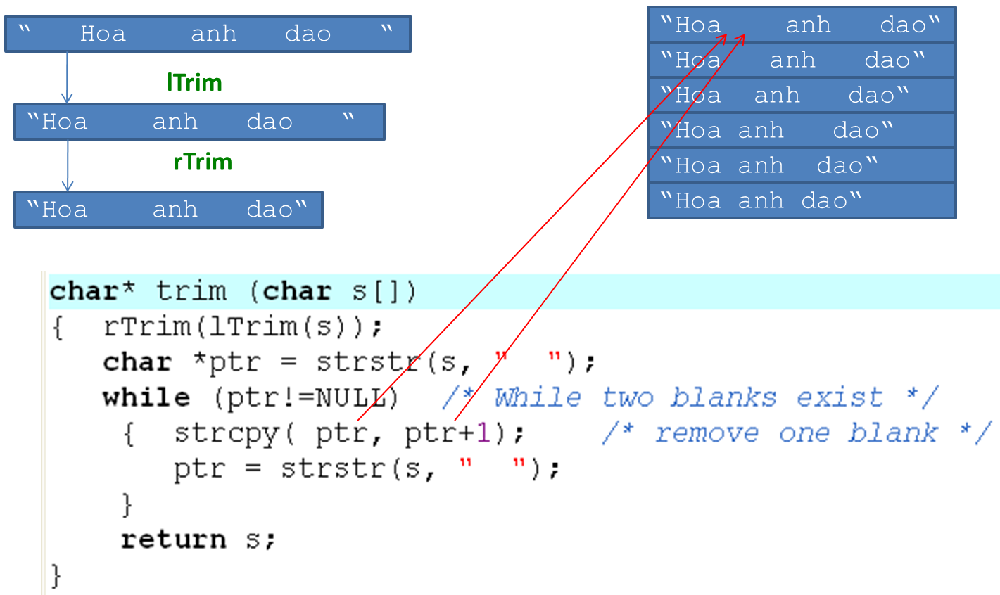 “   Hoa    anh   dao   “
lTrim
“Hoa    anh   dao   “
rTrim
“Hoa    anh   dao“
“Hoa    anh   dao“
“Hoa   anh   dao“
“Hoa  anh   dao“
“Hoa anh   dao“
“Hoa anh  dao“
“Hoa anh dao“
char* trim (char s[])
{  rTrim(lTrim(s));
   char *ptr = strstr(s, "  ");
   while (ptr!=NULL)  /* While two blanks exist */
    {  strcpy( ptr, ptr+1);    /* remove one blank */
       ptr = strstr(s, "  ");
    }
    return s;
}